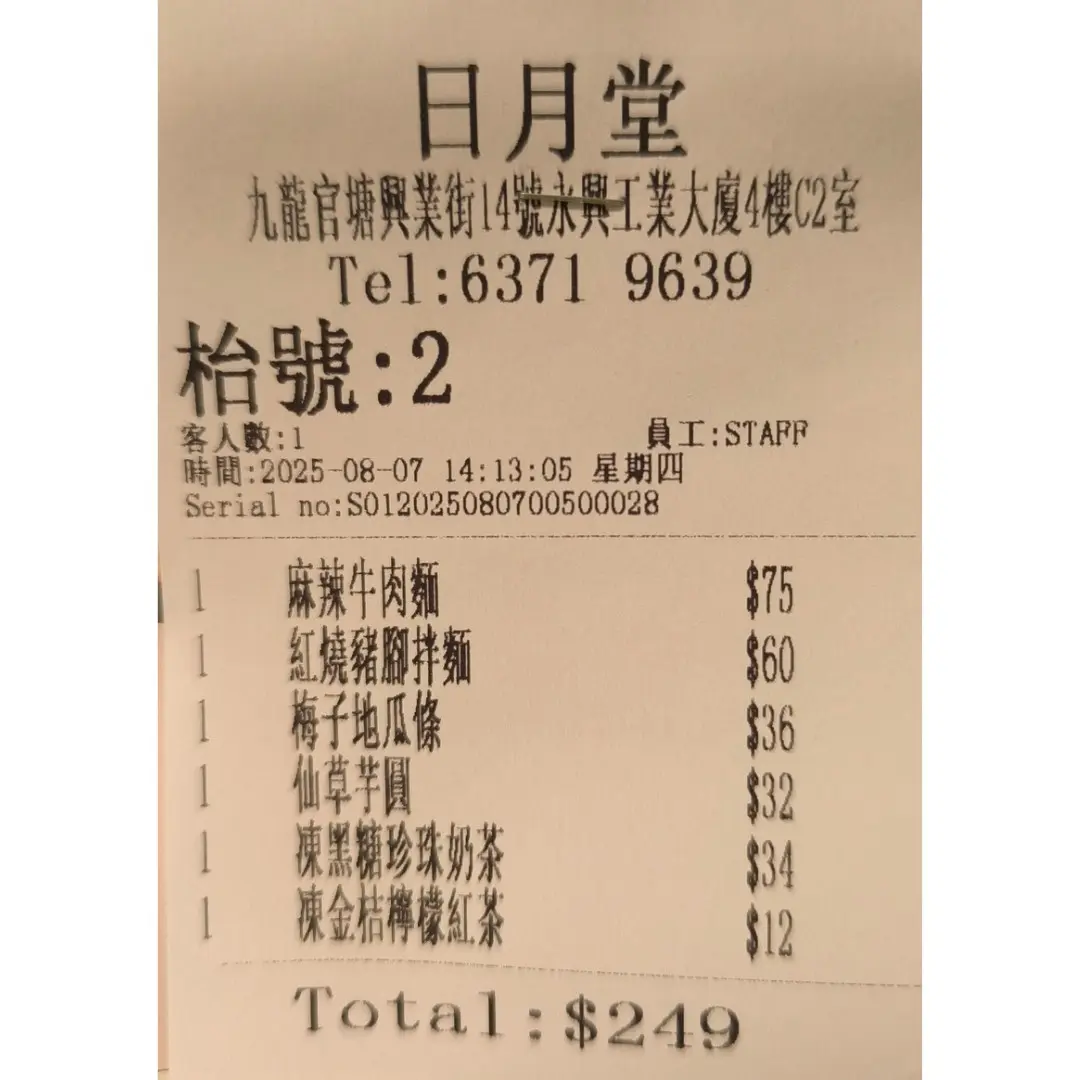 日月堂
九龍官塘興業街14號永興工業大廈4樓C2室
Tel:6371 9639
枱號:2
客人數:1 員工:STAFF
時間:2025-08-07 14:13:05 星期四
Serial no:S012025080700500028
1 麻辣牛肉麵 $75
1 紅燒豬腳拌麵 $60
1 梅子地瓜條 $36
1 仙草芋圓 $32
1 凍黑糖珍珠奶茶 $34
1 凍金桔檸檬紅茶 $12
Total:$249